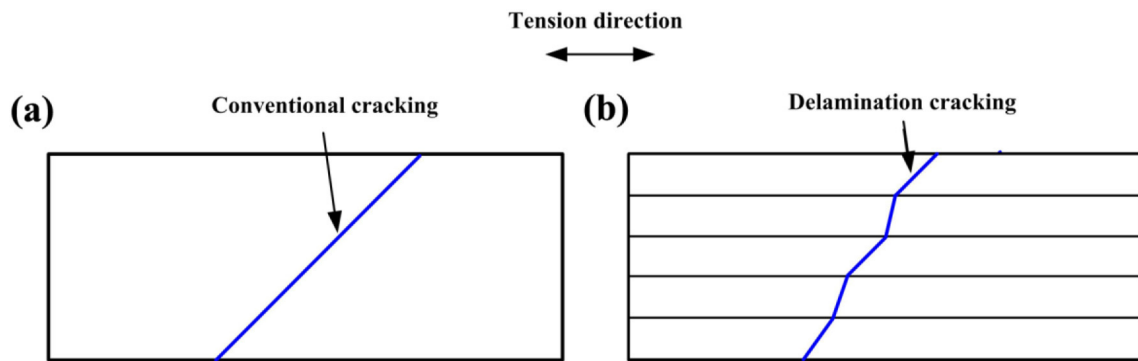 Tension direction
(a)
Conventional cracking
(b)
Delamination cracking